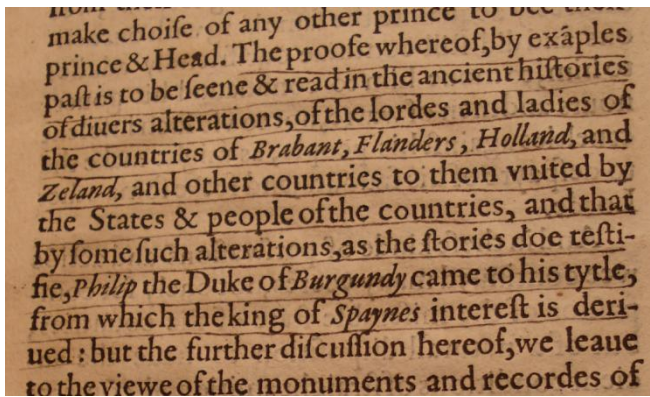 make choiſe of any other prince to bee their
prince & Head. The proofe whereof, by exāples
paſt is to be ſeene & read in the ancient hiſtories
of diuers alterations, of the lordes and ladies of
the countries of Brabant, Flanders, Holland, and
Zeland, and other countries to them vnited by
the States & people of the countries, and that
by ſome ſuch alterations, as the ſtories doe teſti-
fie, Philip the Duke of Burgundy came to his tytle,
from which the king of Spaynes intereſt is deri-
ued : but the further diſcuſſion hereof, we leaue
to the viewe of the monuments and recordes of